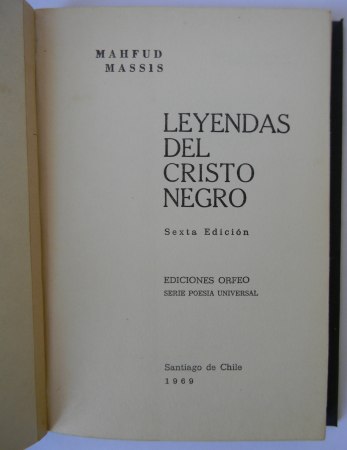 MAHFUD
MASSIS
LEYENDAS
DEL
CRISTO
NEGRO
Sexta Edición
EDICIONES ORFEO
SERIE POESIA UNIVERSAL
Santiago de Chile
1969